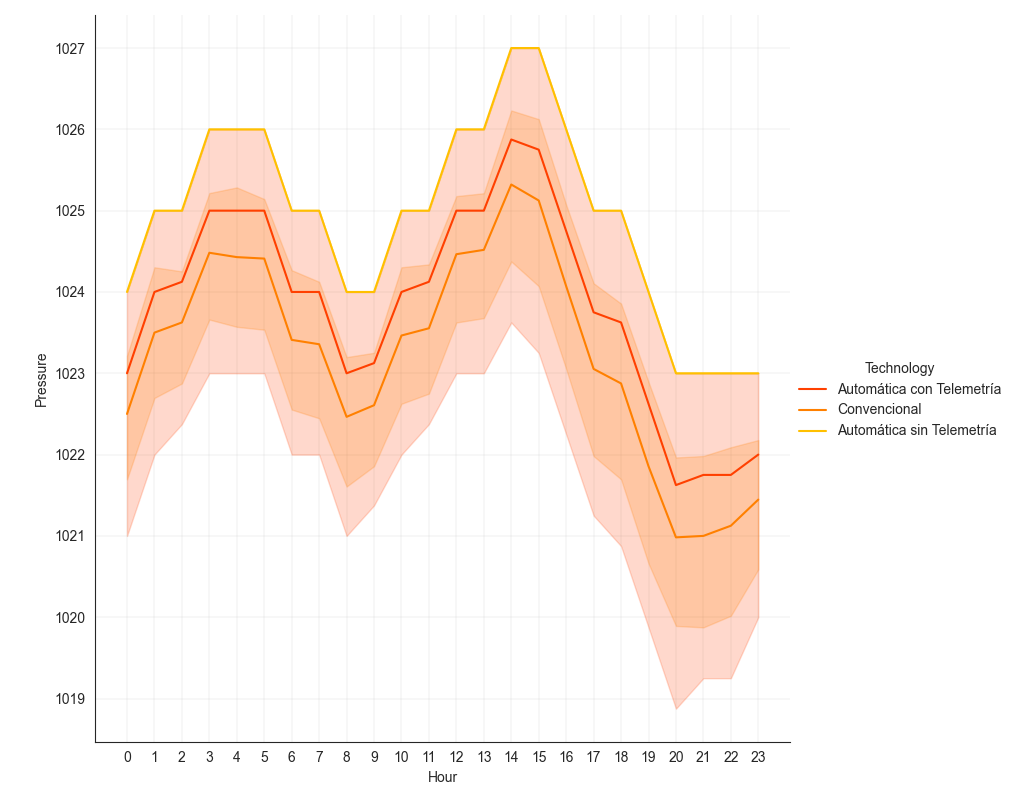 1027
1026
1025
1024
1023
1022
1021
1020
1019
Pressure
0 1 2 3 4 5 6 7 8 9 10 11 12 13 14 15 16 17 18 19 20 21 22 23
Hour
Technology
Automática con Telemetría
Convencional
Automática sin Telemetría